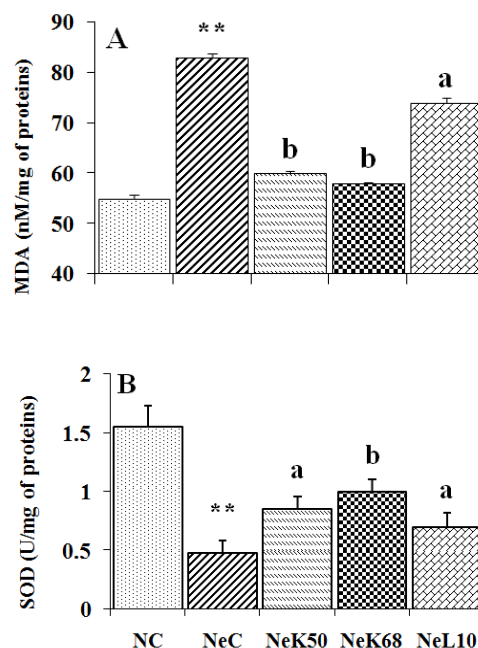 A
MDA (nM/mg of proteins)
90
80
70
60
50
40
**
b
b
a
B
SOD (U/mg of proteins)
2
1.5
1
0.5
0
**
a
b
a
NC NeC NeK50 NeK68 NeL10